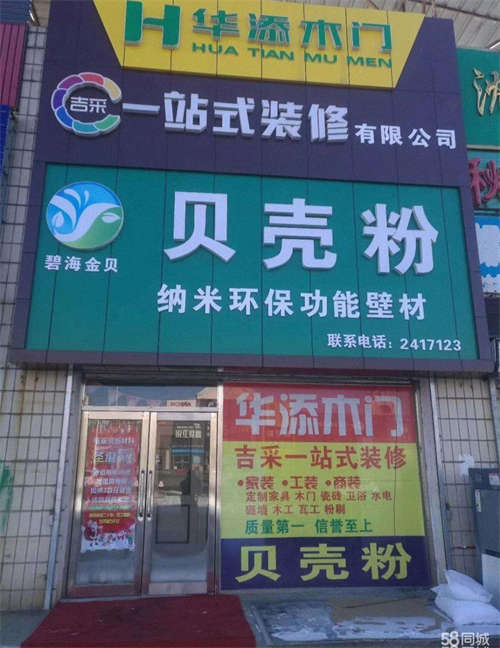 H华添木门
HUA TIAN MU MEN
吉采
一站式装修有限公司
贝壳粉
碧海金贝
纳米环保功能壁材
联系电话：2417123
华添木门
吉采一站式装修
·家装·工装·商装
定制家具 木门 瓷砖 卫浴 水电
木工 瓦工 粉刷
质量第一 信誉至上
贝壳粉
58同城